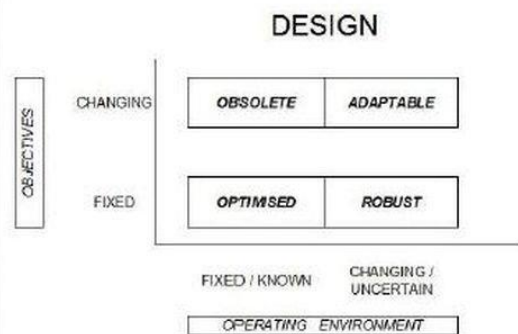 DESIGN
CHANGING OBSOLETE ADAPTABLE
OBJECTIVES
FIXED OPTIMISED ROBUST
FIXED / KNOWN CHANGING /
UNCERTAIN
OPERATING ENVIRONMENT